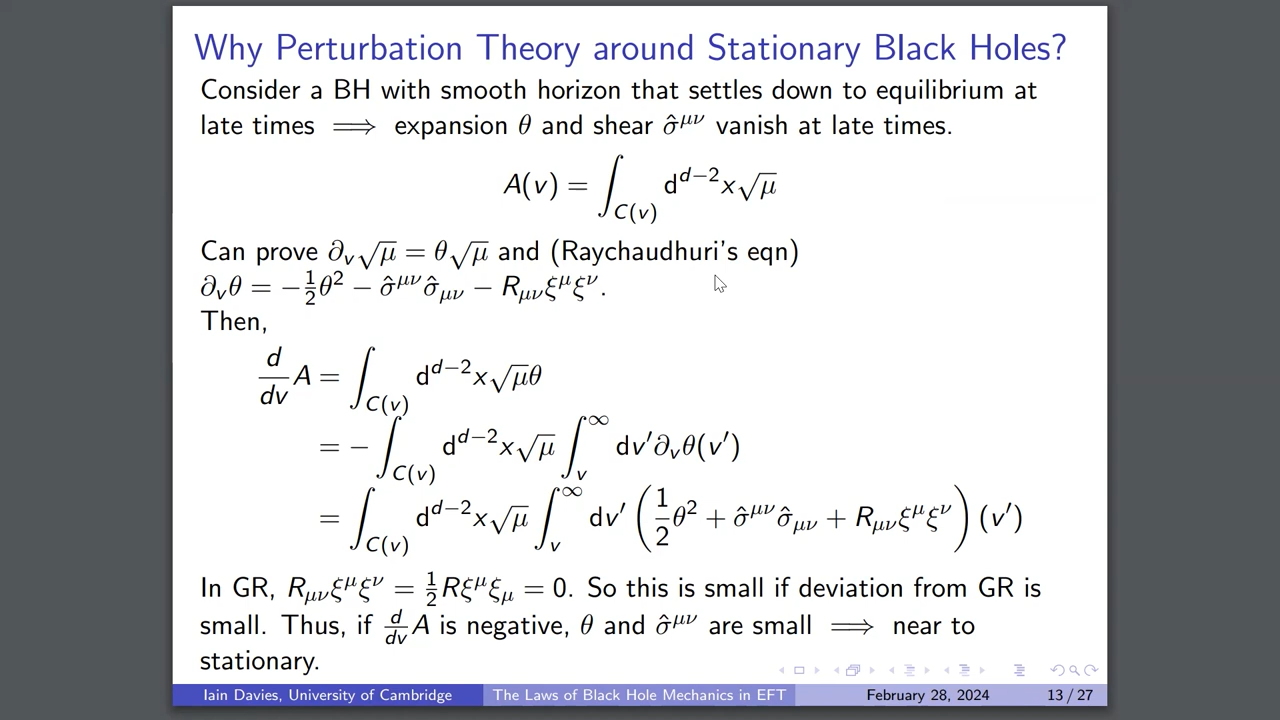 Why Perturbation Theory around Stationary Black Holes?
Consider a BH with smooth horizon that settles down to equilibrium at
late times ⟹ expansion θ and shear σ̂^{μν} vanish at late times.
A(v) = ∫_{C(v)} d^{d−2}x√μ
Can prove ∂_v√μ = θ√μ and (Raychaudhuri's eqn)
∂_vθ = −½θ² − σ̂^{μν}σ̂_{μν} − R_{μν}ξ^μξ^ν.
Then,
d/dv A = ∫_{C(v)} d^{d−2}x√μθ
= −∫_{C(v)} d^{d−2}x√μ ∫_v^∞ dv′∂_vθ(v′)
= ∫_{C(v)} d^{d−2}x√μ ∫_v^∞ dv′ (½θ² + σ̂^{μν}σ̂_{μν} + R_{μν}ξ^μξ^ν) (v′)
In GR, R_{μν}ξ^μξ^ν = ½Rξ^μξ_μ = 0. So this is small if deviation from GR is
small. Thus, if d/dv A is negative, θ and σ̂^{μν} are small ⟹ near to
stationary.
Iain Davies, University of Cambridge The Laws of Black Hole Mechanics in EFT February 28, 2024 13 / 27